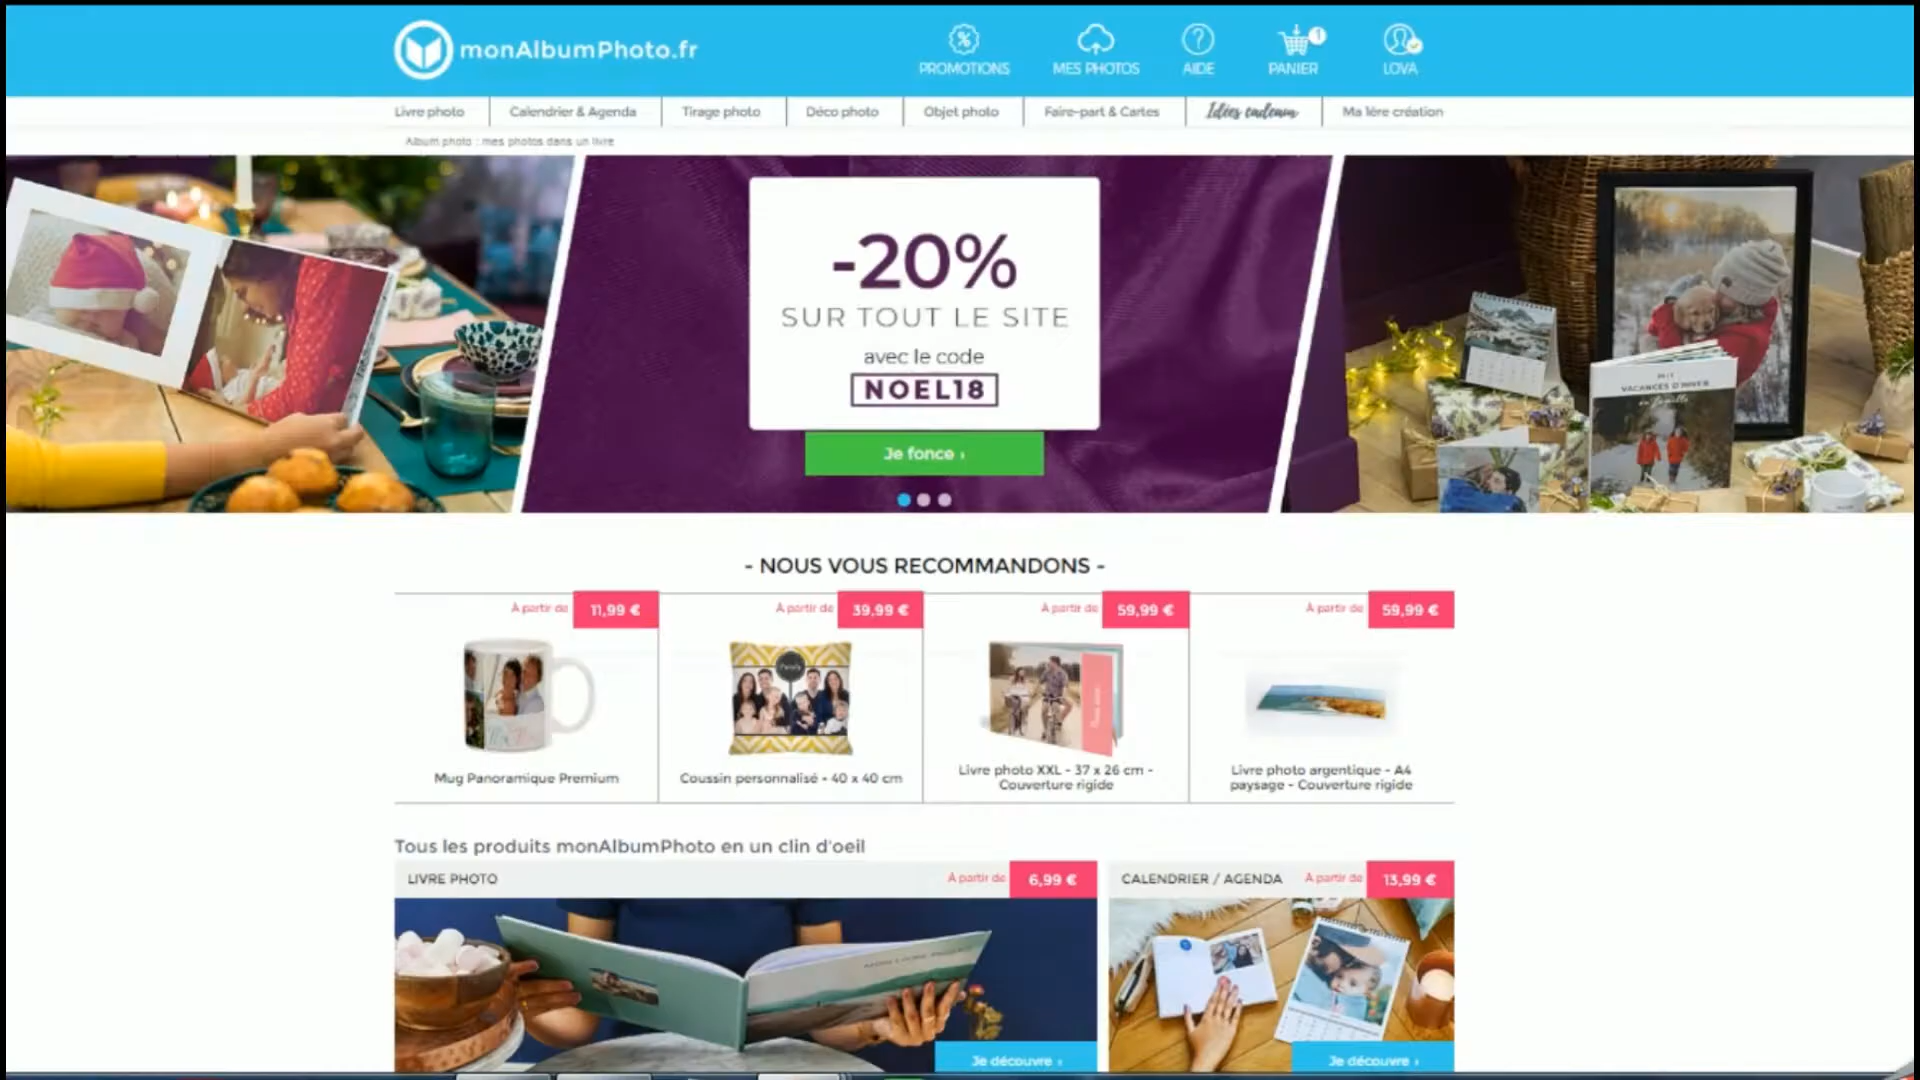 monAlbumPhoto.fr
PROMOTIONS
MES PHOTOS
AIDE
1
PANIER
LOVA
Livre photo
Calendrier & Agenda
Tirage photo
Déco photo
Objet photo
Faire-part & Cartes
Idées cadeaux
Ma 1ère création
Album photo : mes photos dans un livre
-20%
SUR TOUT LE SITE
avec le code
NOEL18
Je fonce ›
VACANCES D'HIVER
en famille
- NOUS VOUS RECOMMANDONS -
À partir de 11,99 €
À partir de 39,99 €
À partir de 59,99 €
À partir de 59,99 €
Mug Panoramique Premium
Coussin personnalisé - 40 x 40 cm
Livre photo XXL - 37 x 26 cm -
Couverture rigide
Livre photo argentique - A4
paysage - Couverture rigide
Tous les produits monAlbumPhoto en un clin d'oeil
LIVRE PHOTO
À partir de 6,99 €
CALENDRIER / AGENDA
À partir de 13,99 €
Je découvre ›
Je découvre ›